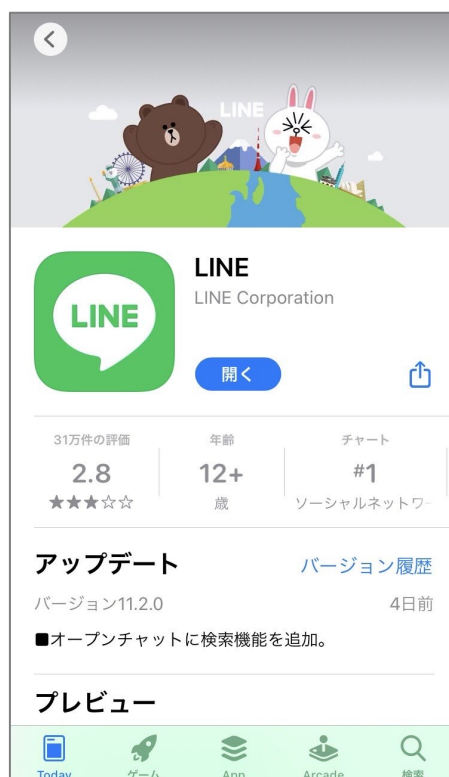 LINE
LINE
LINE
LINE Corporation
開く
31万件の評価
2.8
★★★☆☆
年齢
12+
歳
チャート
#1
ソーシャルネットワー
アップデート
バージョン履歴
バージョン11.2.0
4日前
■オープンチャットに検索機能を追加。
プレビュー
Today
ゲーム
App
Arcade
検索